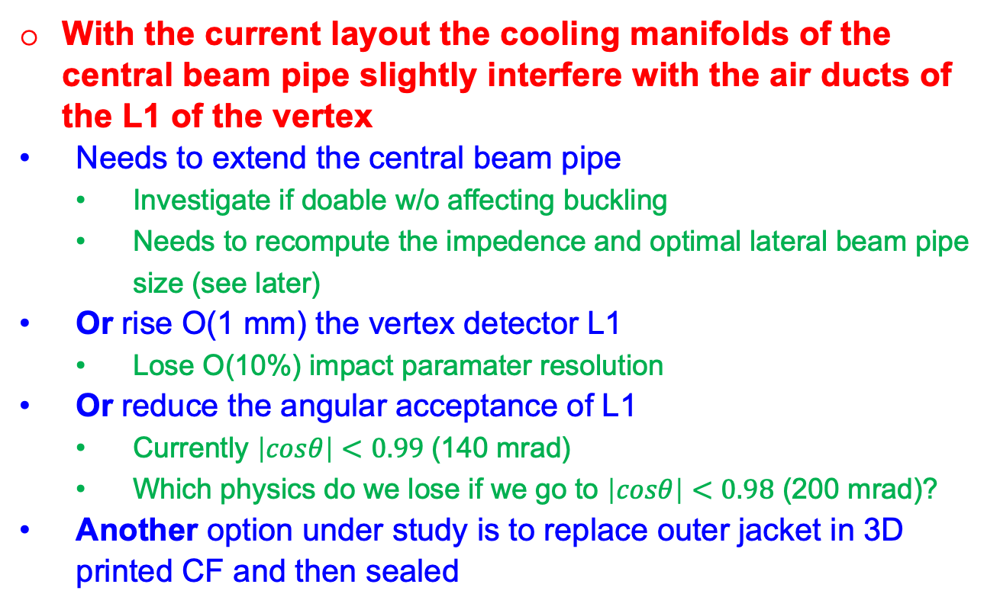 ○ With the current layout the cooling manifolds of the
central beam pipe slightly interfere with the air ducts of
the L1 of the vertex
• Needs to extend the central beam pipe
• Investigate if doable w/o affecting buckling
• Needs to recompute the impedence and optimal lateral beam pipe
size (see later)
• Or rise O(1 mm) the vertex detector L1
• Lose O(10%) impact paramater resolution
• Or reduce the angular acceptance of L1
• Currently |cosθ| < 0.99 (140 mrad)
• Which physics do we lose if we go to |cosθ| < 0.98 (200 mrad)?
• Another option under study is to replace outer jacket in 3D
printed CF and then sealed